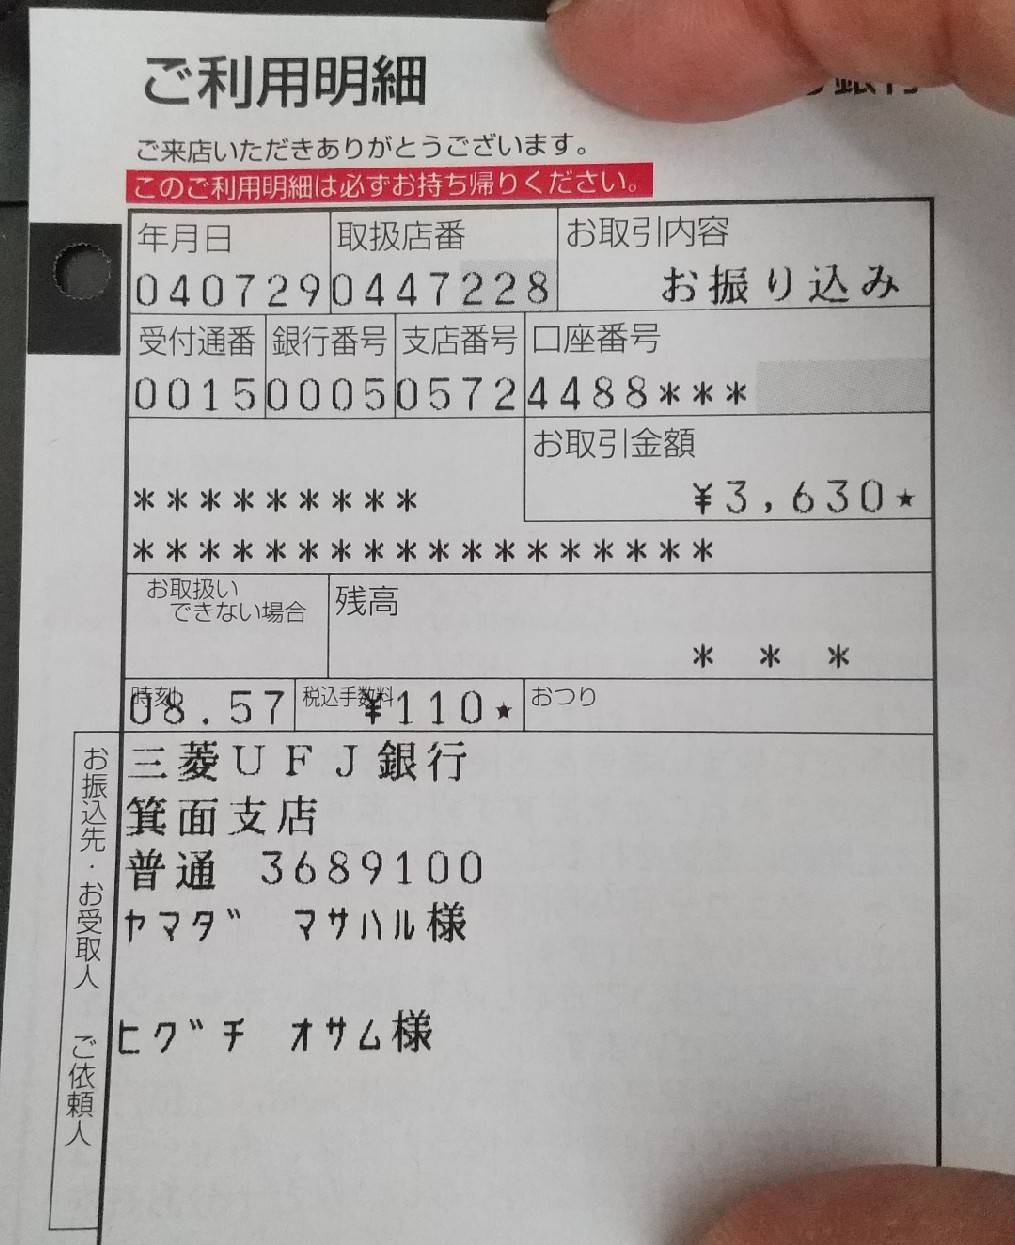 ご利用明細
銀行
ご来店いただきありがとうございます。
このご利用明細は必ずお持ち帰りください。
年月日 取扱店番 お取引内容
040729 0447228 お振り込み
受付通番 銀行番号 支店番号 口座番号
0015 0005 0572 4488***
お取引金額
¥3,630★
*********
******************
お取扱い
できない場合
残高
* * *
時刻 税込手数料 おつり
08.57 ¥110★
お振込先・お受取人 ご依頼人
三菱UFJ銀行
箕面支店
普通 3689100
ヤマダ マサハル様
ヒグチ オサム様